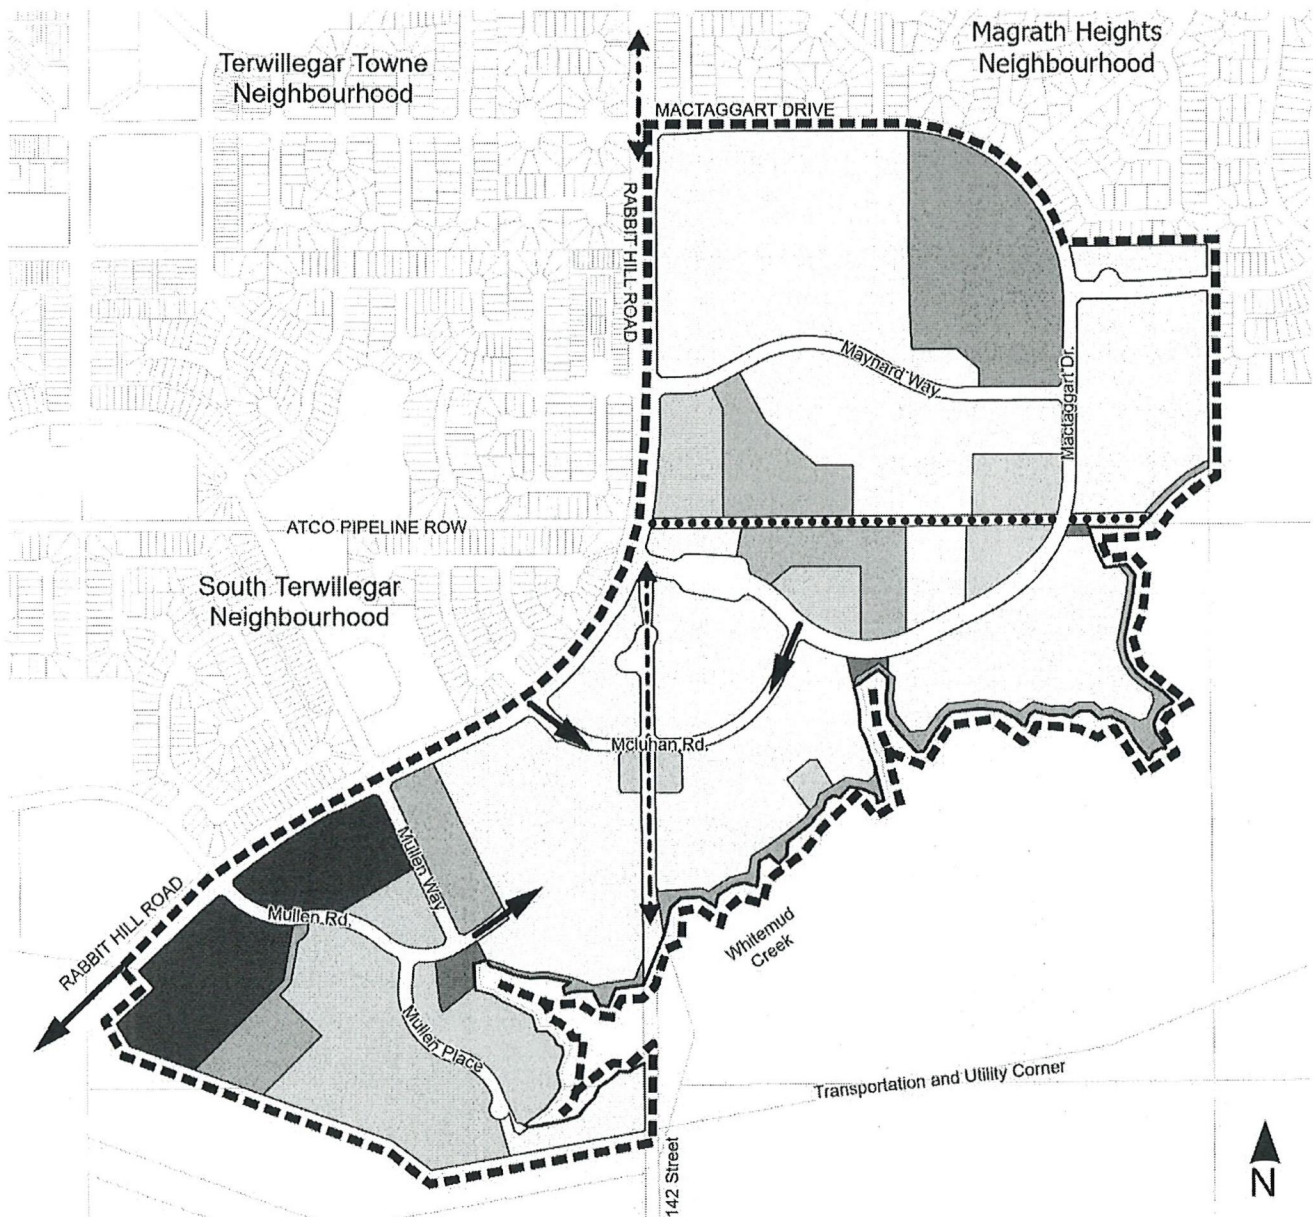 Terwillegar Towne
Neighbourhood
Magrath Heights
Neighbourhood
MACTAGGART DRIVE
RABBIT HILL ROAD
Maynard Way
Mactaggart Dr.
ATCO PIPELINE ROW
South Terwillegar
Neighbourhood
Mcluhan Rd.
Mullen Way
Mullen Rd.
RABBIT HILL ROAD
Whitemud
Creek
Mullen Place
Transportation and Utility Corner
142 Street
N